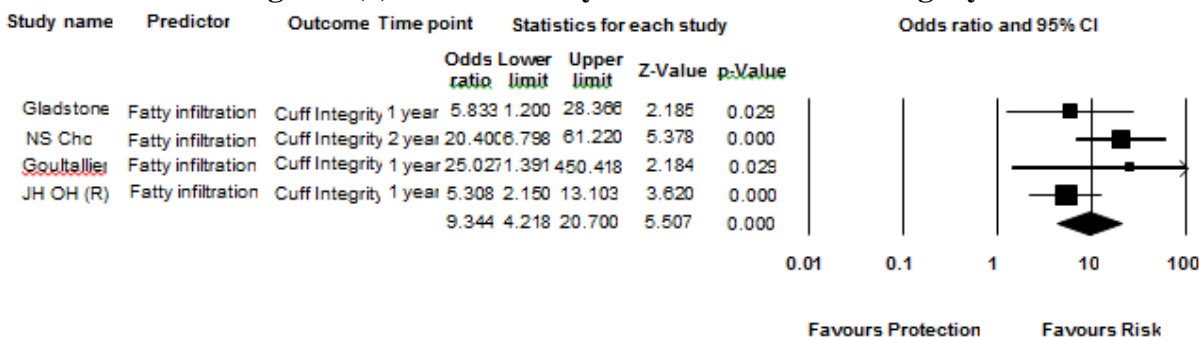 Study name Predictor Outcome Time point Statistics for each study Odds ratio and 95% CI
Odds ratio Lower limit Upper limit Z-Value p-Value
Gladstone Fatty infiltration Cuff Integrity 1 year 5.833 1.200 28.366 2.185 0.029
NS Cho Fatty infiltration Cuff Integrity 2 year 20.400 6.798 61.220 5.378 0.000
Goultallier Fatty infiltration Cuff Integrity 1 year 25.027 1.391 450.418 2.184 0.029
JH OH (R) Fatty infiltration Cuff Integrity 1 year 5.308 2.150 13.103 3.620 0.000
9.344 4.218 20.700 5.507 0.000
0.01 0.1 1 10 100
Favours Protection Favours Risk